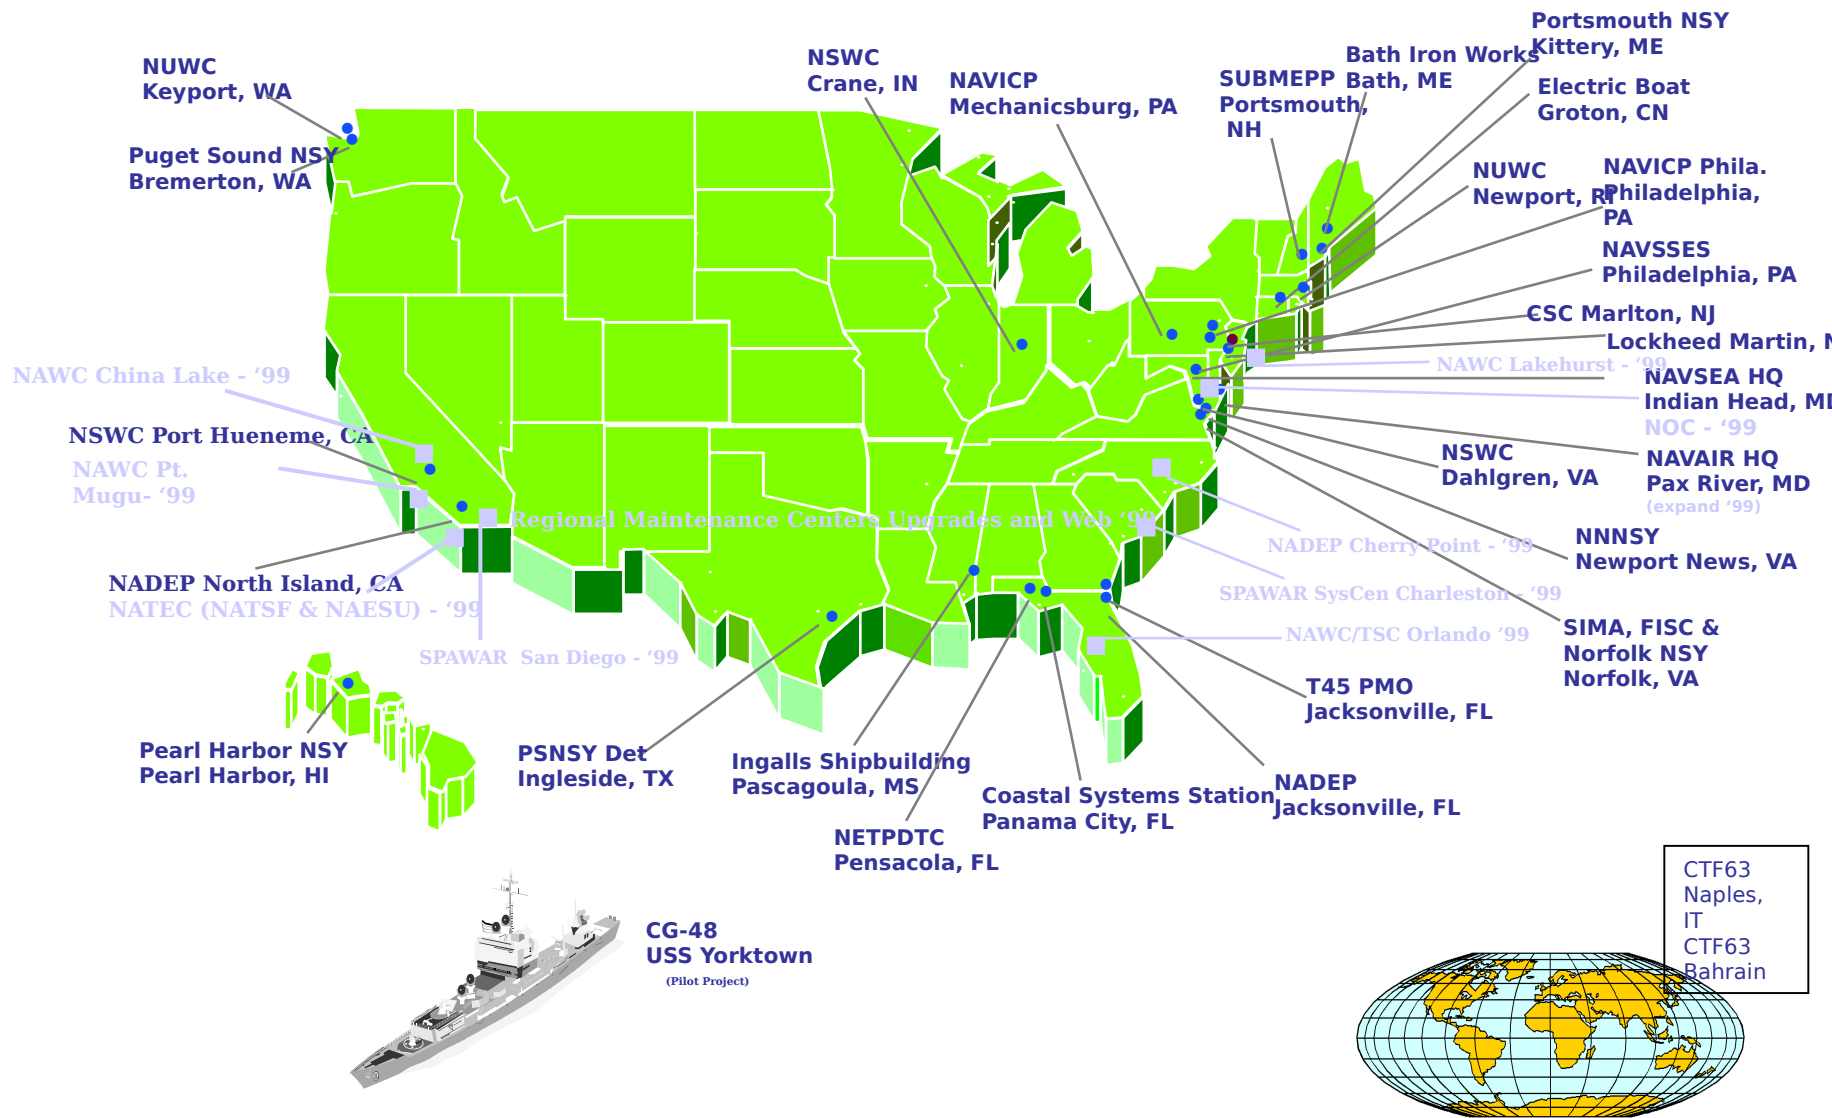 Portsmouth NSY
Kittery, ME
Bath Iron Works
Bath, ME
NSWC
Crane, IN
NUWC
Keyport, WA
NAVICP
Mechanicsburg, PA
SUBMEPP
Portsmouth,
NH
Electric Boat
Groton, CN
Puget Sound NSY
Bremerton, WA
NUWC
Newport, RI
NAVICP Phila.
Philadelphia,
PA
NAVSSES
Philadelphia, PA
CSC Marlton, NJ
Lockheed Martin,
NAWC Lakehurst - ‘99
NAWC China Lake - ‘99
NAVSEA HQ
Indian Head, MD
NOC - ‘99
NSWC Port Hueneme, CA
NAWC Pt.
Mugu- ‘99
NSWC
Dahlgren, VA
NAVAIR HQ
Pax River, MD
(expand ‘99)
Regional Maintenance Centers Upgrades and Web ‘99
NADEP Cherry Point - ‘99
NNNSY
Newport News, VA
NADEP North Island, CA
NATEC (NATSF & NAESU) - ‘99
SPAWAR SysCen Charleston - ‘99
NAWC/TSC Orlando ‘99
SIMA, FISC &
Norfolk NSY
Norfolk, VA
SPAWAR  San Diego - ‘99
T45 PMO
Jacksonville, FL
Pearl Harbor NSY
Pearl Harbor, HI
PSNSY Det
Ingleside, TX
Ingalls Shipbuilding
Pascagoula, MS
Coastal Systems Station
Panama City, FL
NADEP
Jacksonville, FL
NETPDTC
Pensacola, FL
CG-48
USS Yorktown
(Pilot Project)
CTF63
Naples,
IT
CTF63
Bahrain